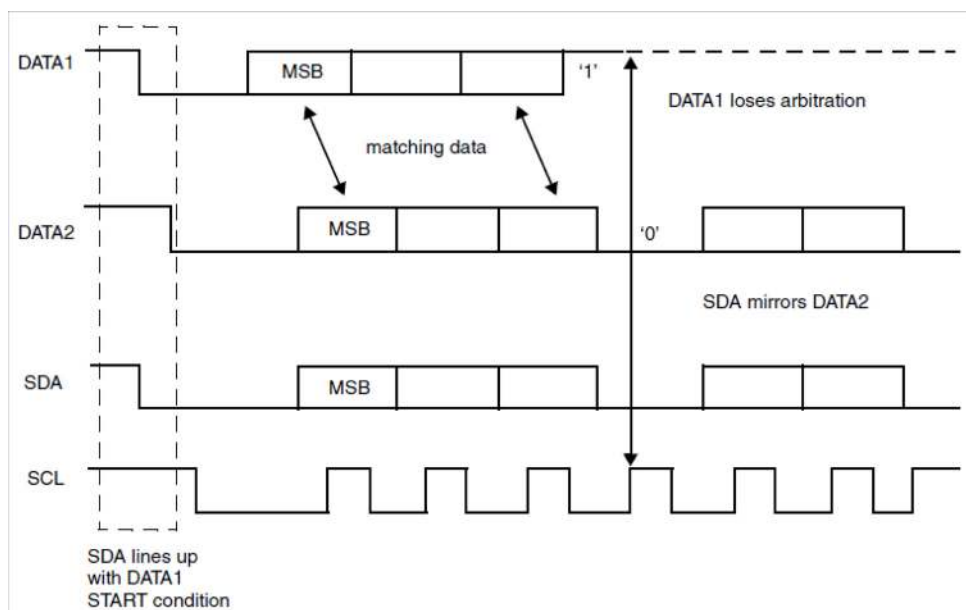 DATA1
MSB
‘1’
DATA1 loses arbitration
matching data
DATA2
MSB
‘0’
SDA mirrors DATA2
SDA
MSB
SCL
SDA lines up
with DATA1
START condition